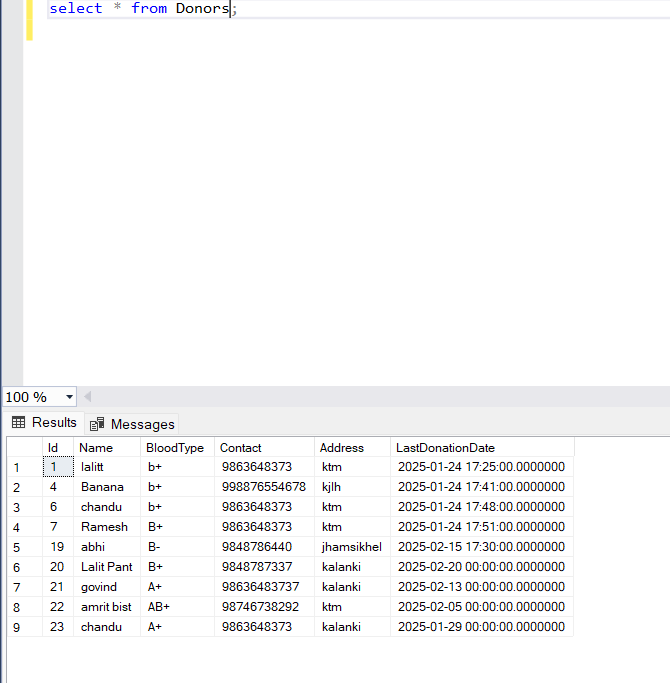 select * from Donors;
100 %
Results Messages
Id Name BloodType Contact Address LastDonationDate
1 1 lalitt b+ 9863648373 ktm 2025-01-24 17:25:00.0000000
2 4 Banana b+ 998876554678 kjlh 2025-01-24 17:41:00.0000000
3 6 chandu b+ 9863648373 ktm 2025-01-24 17:48:00.0000000
4 7 Ramesh B+ 9863648373 ktm 2025-01-24 17:51:00.0000000
5 19 abhi B- 9848786440 jhamsikhel 2025-02-15 17:30:00.0000000
6 20 Lalit Pant B+ 9848787337 kalanki 2025-02-20 00:00:00.0000000
7 21 govind A+ 98636483737 kalanki 2025-02-13 00:00:00.0000000
8 22 amrit bist AB+ 98746738292 ktm 2025-02-05 00:00:00.0000000
9 23 chandu A+ 9863648373 kalanki 2025-01-29 00:00:00.0000000